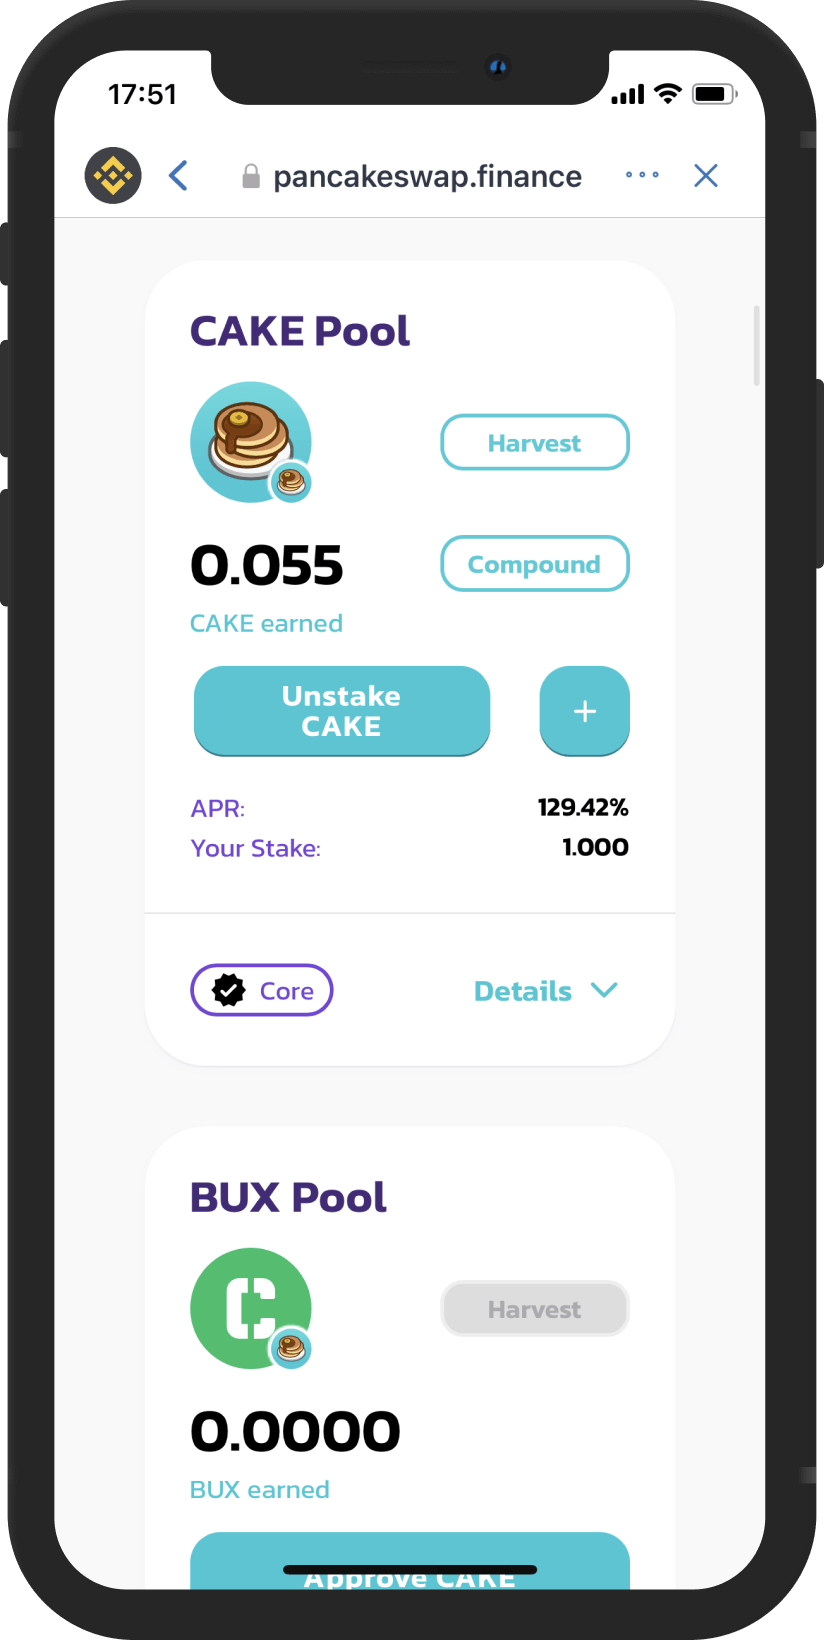 17:51
pancakeswap.finance
CAKE Pool
Harvest
0.055
Compound
CAKE earned
Unstake
CAKE
+
APR: 129.42%
Your Stake: 1.000
Core
Details
BUX Pool
Harvest
0.0000
BUX earned
Approve CAKE